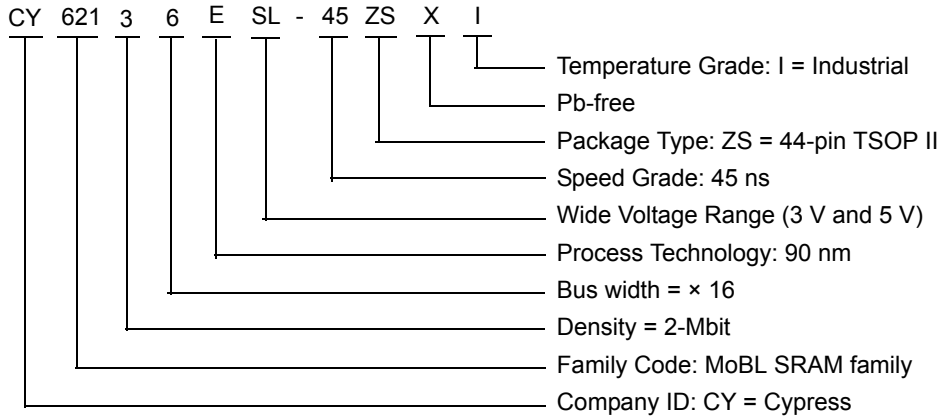 CY 621 3 6 E SL - 45 ZS X I
Temperature Grade: I = Industrial
Pb-free
Package Type: ZS = 44-pin TSOP II
Speed Grade: 45 ns
Wide Voltage Range (3 V and 5 V)
Process Technology: 90 nm
Bus width = × 16
Density = 2-Mbit
Family Code: MoBL SRAM family
Company ID: CY = Cypress